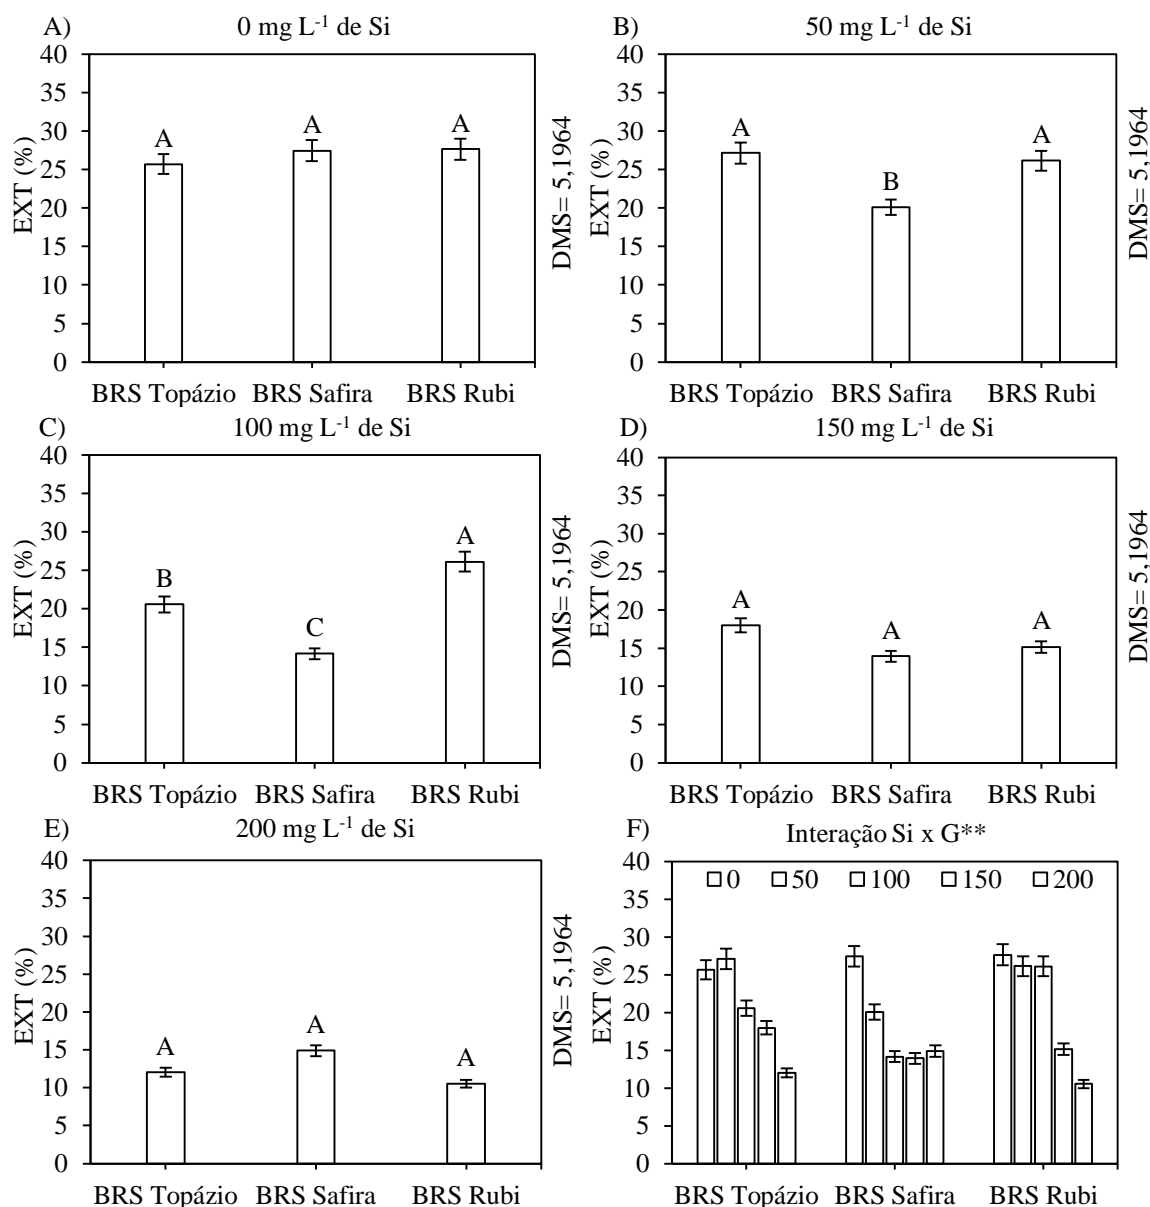 A) 0 mg L⁻¹ de Si
40
35
30
25
20
15
10
5
0
EXT (%)
A A A
BRS Topázio BRS Safira BRS Rubi
DMS= 5,1964
B) 50 mg L⁻¹ de Si
40
35
30
25
20
15
10
5
0
EXT (%)
A B A
BRS Topázio BRS Safira BRS Rubi
DMS= 5,1964
C) 100 mg L⁻¹ de Si
40
35
30
25
20
15
10
5
0
EXT (%)
B C A
BRS Topázio BRS Safira BRS Rubi
DMS= 5,1964
D) 150 mg L⁻¹ de Si
40
35
30
25
20
15
10
5
0
EXT (%)
A A A
BRS Topázio BRS Safira BRS Rubi
DMS= 5,1964
E) 200 mg L⁻¹ de Si
40
35
30
25
20
15
10
5
0
EXT (%)
A A A
BRS Topázio BRS Safira BRS Rubi
DMS= 5,1964
F) Interação Si x G**
40
35
30
25
20
15
10
5
0
EXT (%)
0 50 100 150 200
BRS Topázio BRS Safira BRS Rubi